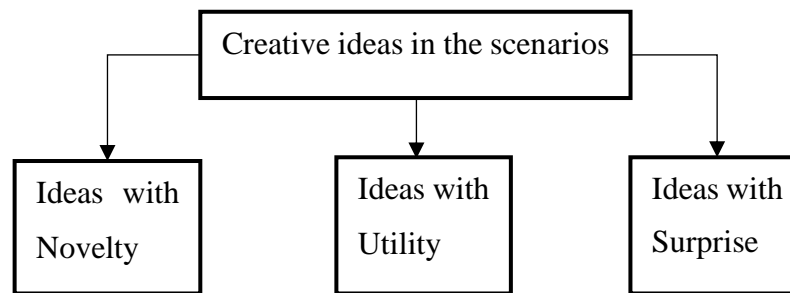 Creative ideas in the scenarios
Ideas with
Novelty
Ideas with
Utility
Ideas with
Surprise